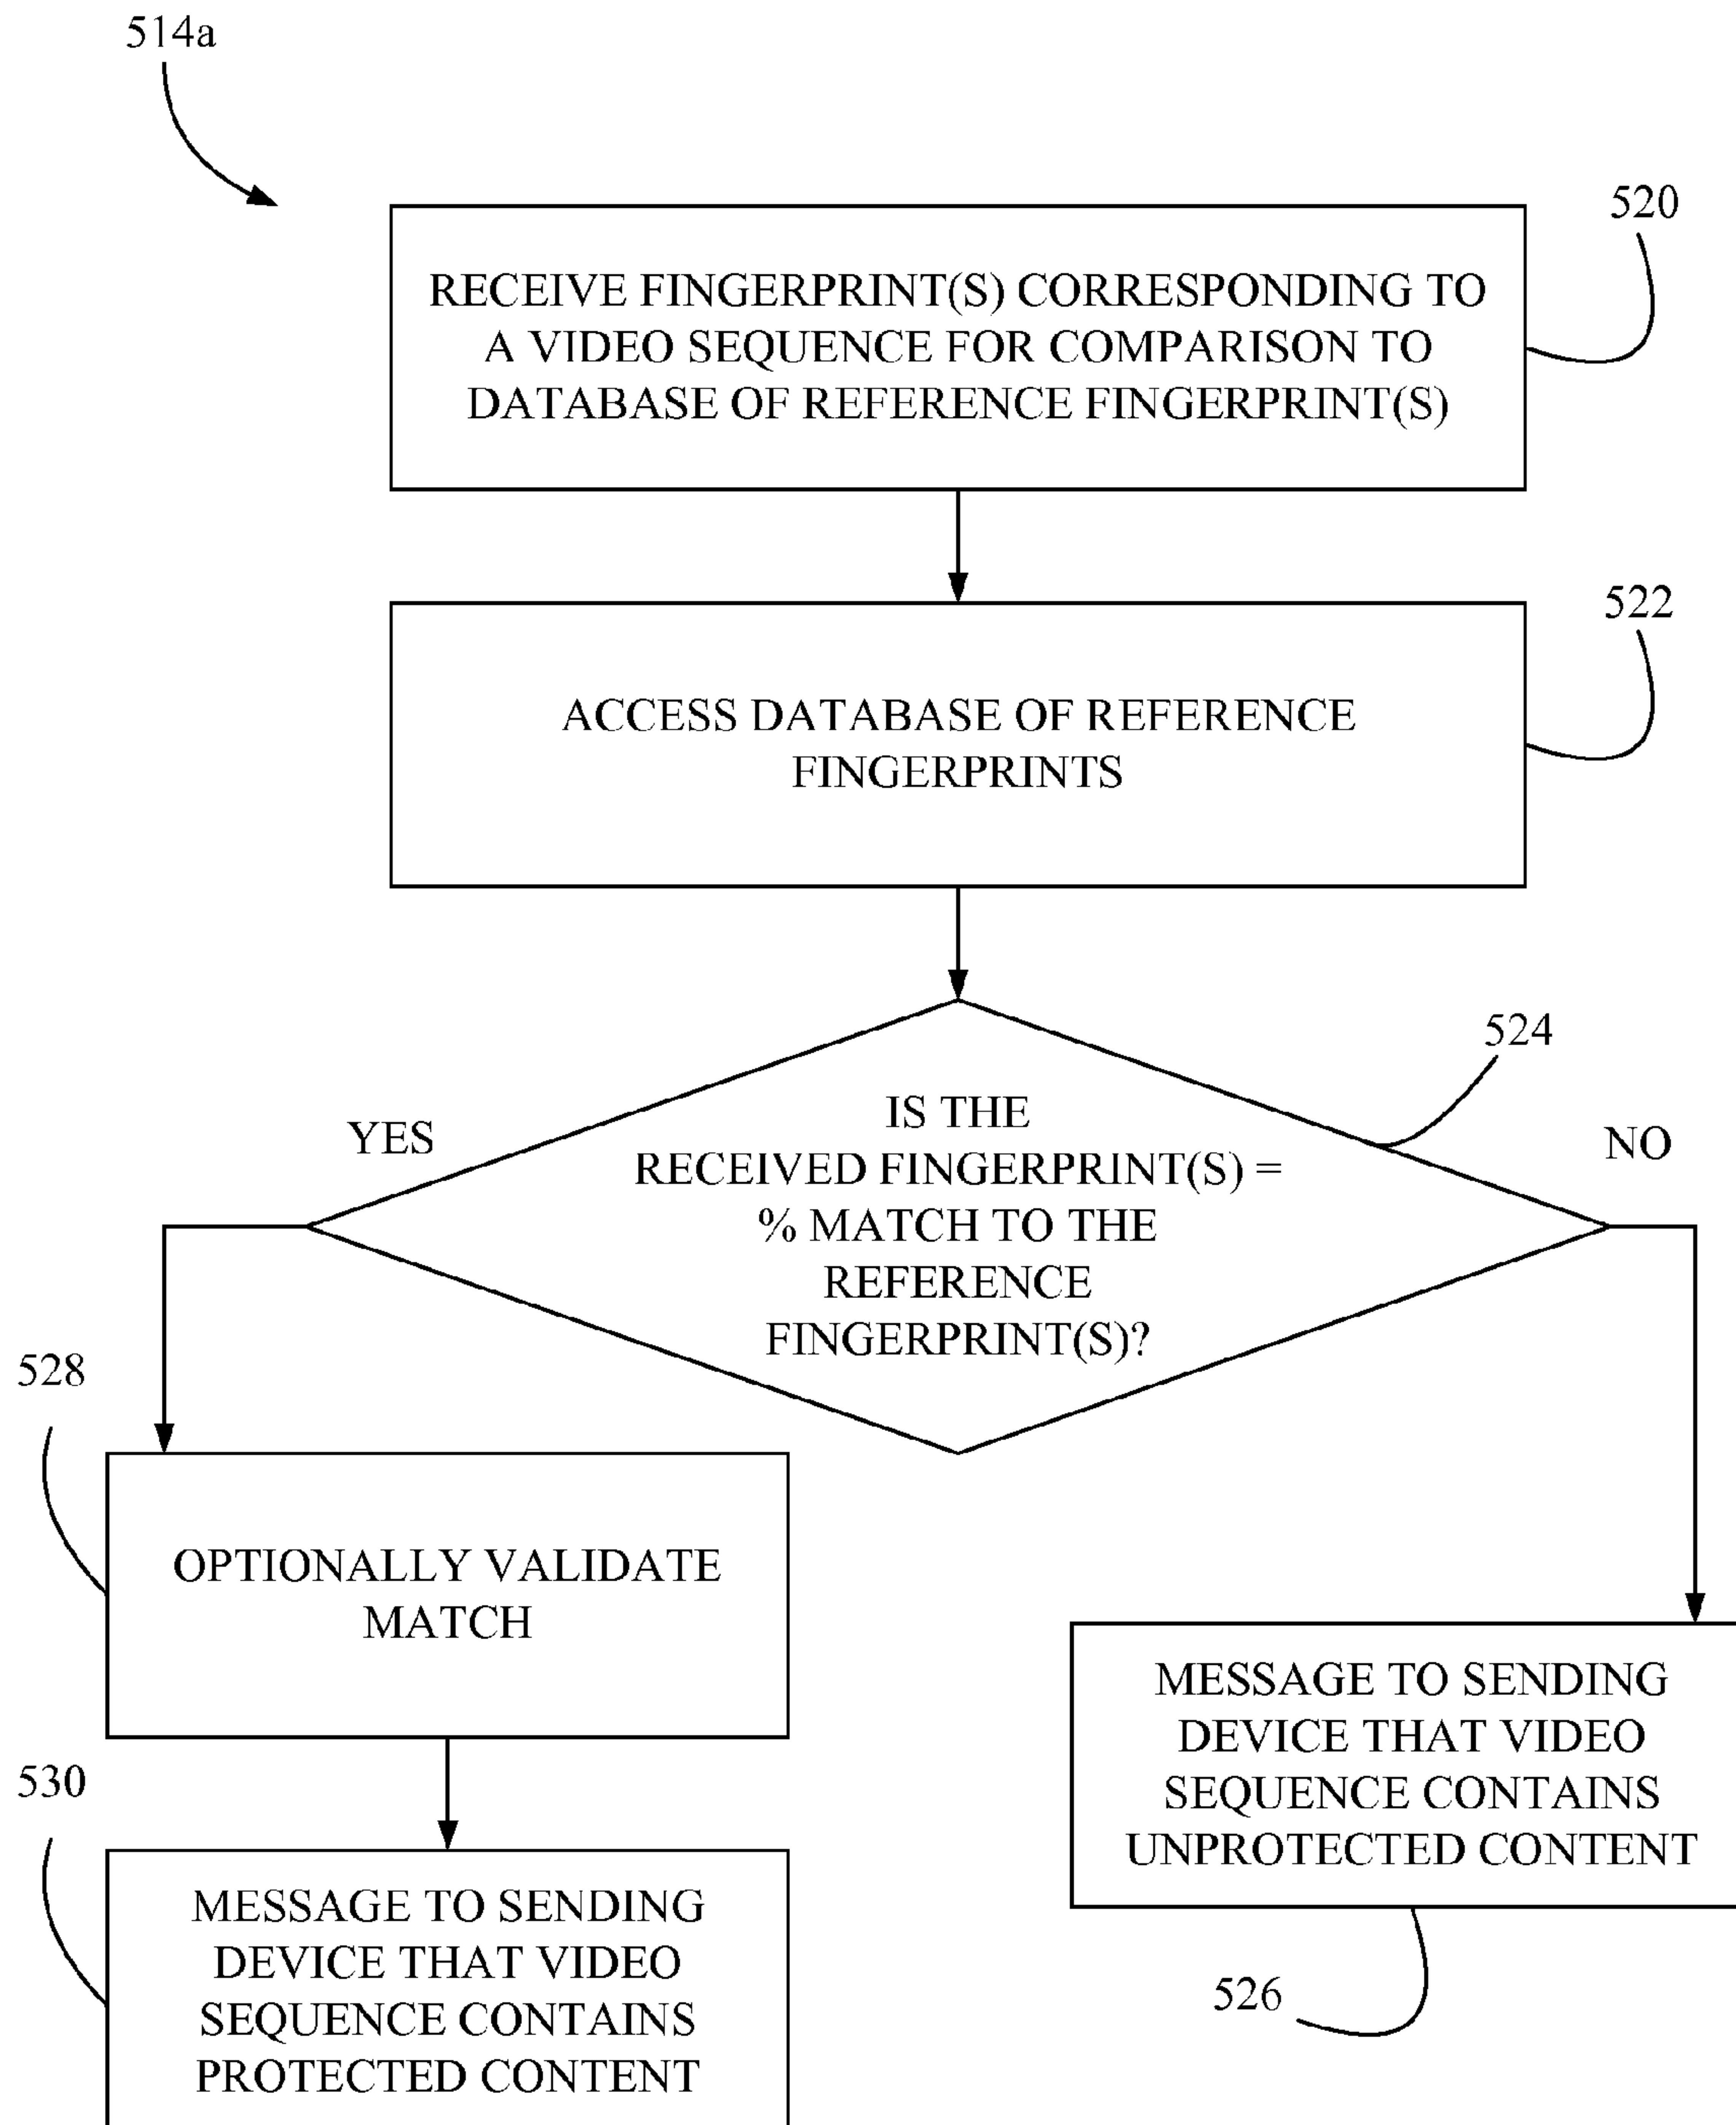 514a
520
RECEIVE FINGERPRINT(S) CORRESPONDING TO
A VIDEO SEQUENCE FOR COMPARISON TO
DATABASE OF REFERENCE FINGERPRINT(S)
522
ACCESS DATABASE OF REFERENCE
FINGERPRINTS
524
YES
NO
IS THE
RECEIVED FINGERPRINT(S) =
% MATCH TO THE
REFERENCE
FINGERPRINT(S)?
528
OPTIONALLY VALIDATE
MATCH
530
MESSAGE TO SENDING
DEVICE THAT VIDEO
SEQUENCE CONTAINS
PROTECTED CONTENT
MESSAGE TO SENDING
DEVICE THAT VIDEO
SEQUENCE CONTAINS
UNPROTECTED CONTENT
526